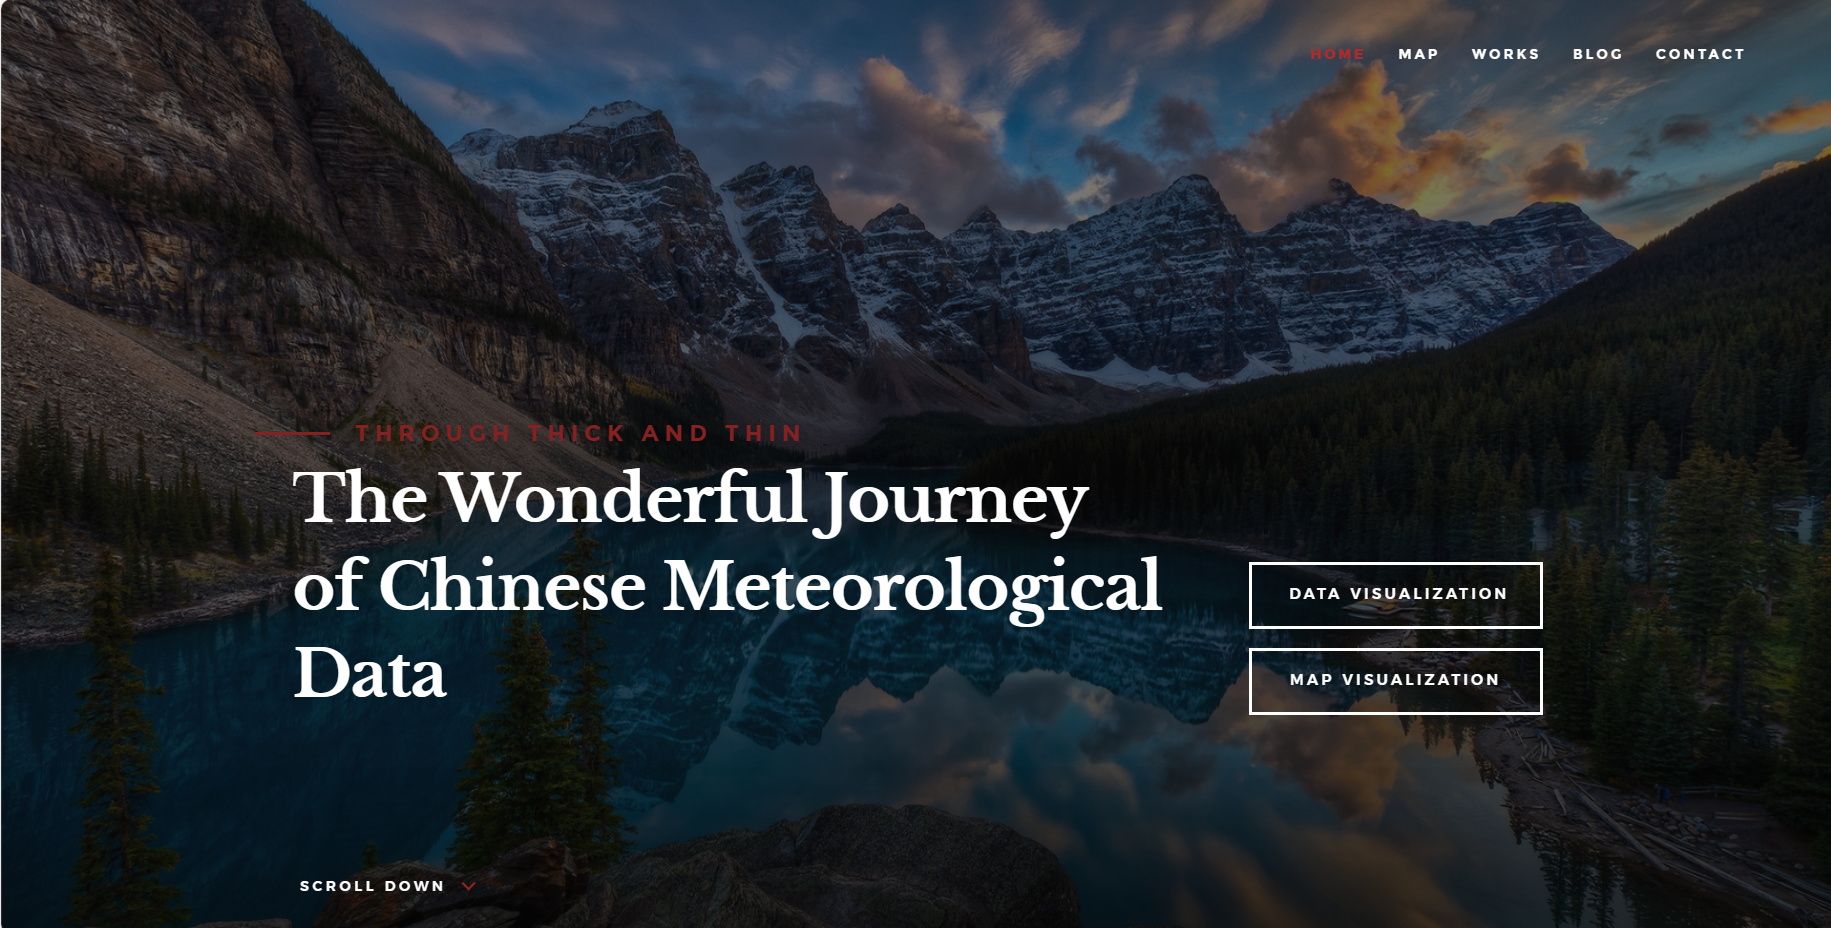 HOME MAP WORKS BLOG CONTACT
THROUGH THICK AND THIN
The Wonderful Journey
of Chinese Meteorological
Data
DATA VISUALIZATION
MAP VISUALIZATION
SCROLL DOWN